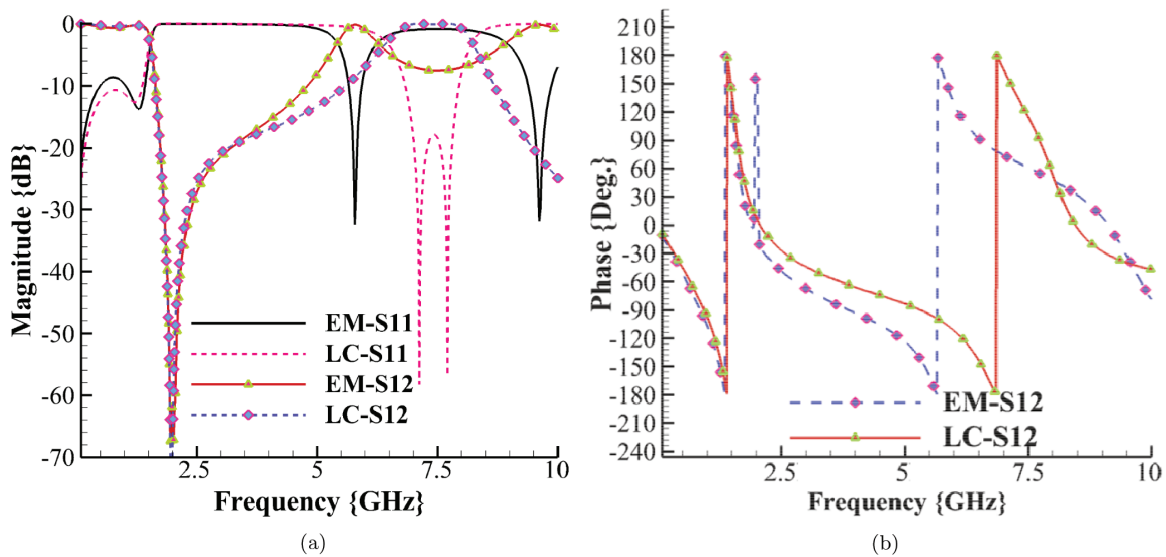 0
-10
-20
-30
-40
-50
-60
-70
Magnitude {dB}
2.5
5
7.5
10
Frequency {GHz}
EM-S11
LC-S11
EM-S12
LC-S12
(a)
210
180
150
120
90
60
30
0
-30
-60
-90
-120
-150
-180
-210
-240
Phase {Deg.}
2.5
5
7.5
10
Frequency {GHz}
EM-S12
LC-S12
(b)